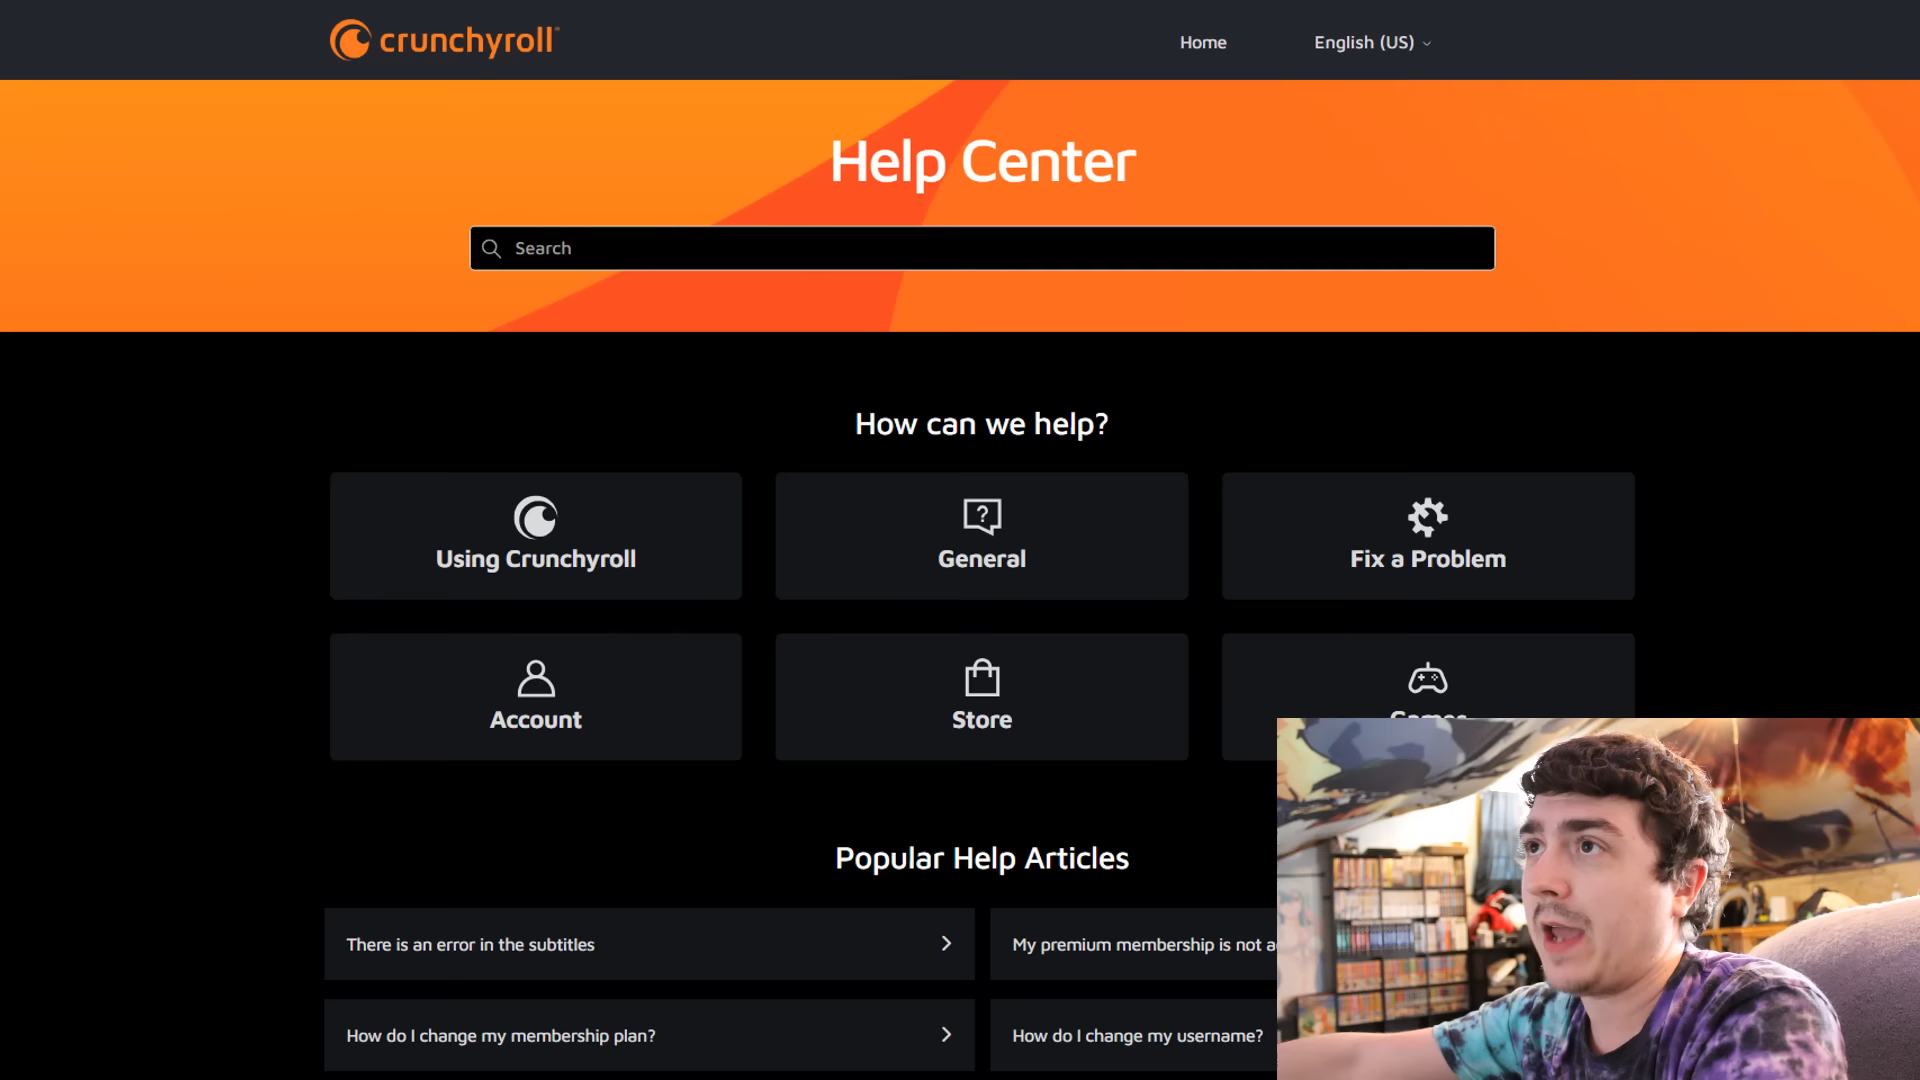 crunchyroll
Home
English (US)
Help Center
Search
How can we help?
Using Crunchyroll
General
Fix a Problem
Account
Store
Popular Help Articles
There is an error in the subtitles
My premium membership is not
How do I change my membership plan?
How do I change my username?